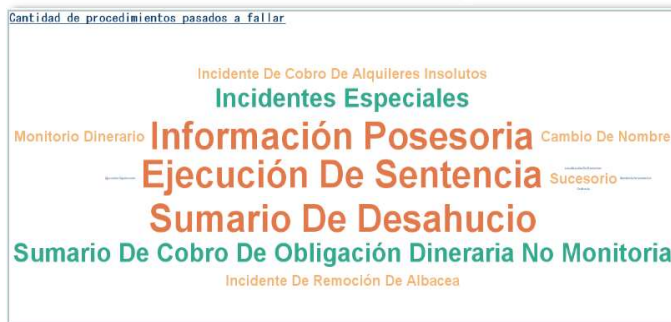 Cantidad de procedimientos pasados a fallar
Incidente De Cobro De Alquileres Insolutos
Incidentes Especiales
Monitorio Dinerario Información Posesoria Cambio De Nombre
Ejecución De Sentencia Sucesorio
Sumario De Desahucio
Sumario De Cobro De Obligación Dineraria No Monitoria
Incidente De Remoción De Albacea